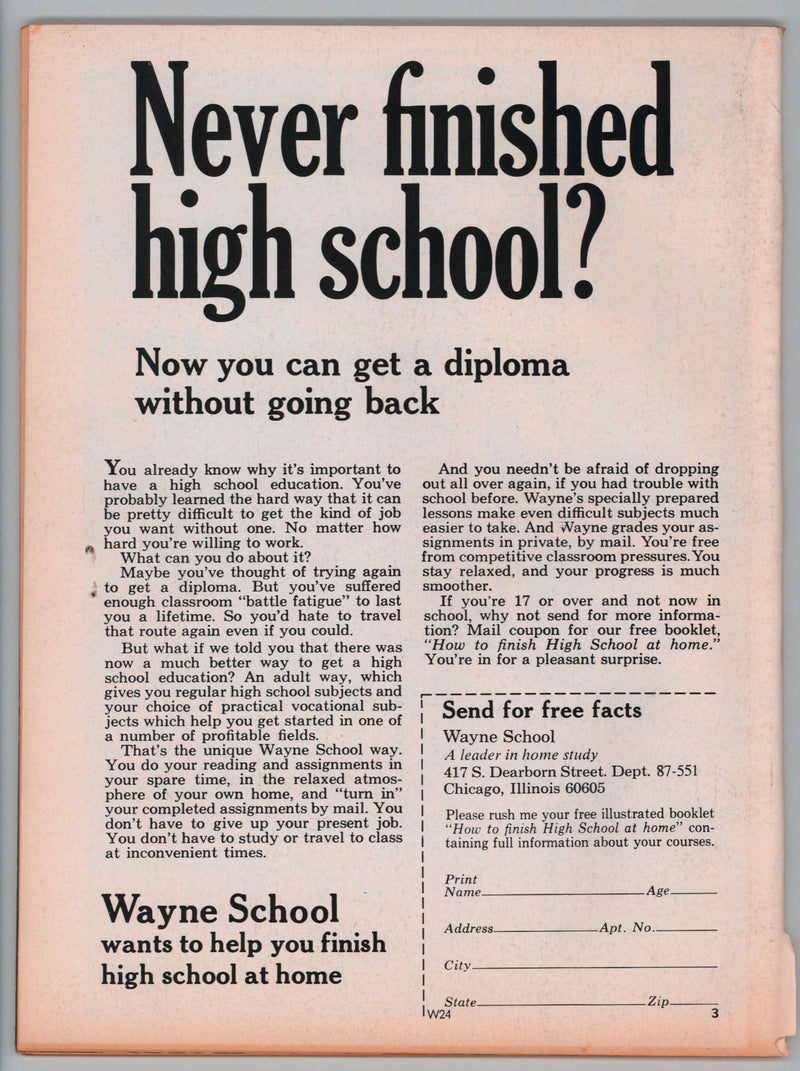 Never finished
high school?
Now you can get a diploma
without going back
You already know why it's important to
have a high school education. You've
probably learned the hard way that it can
be pretty difficult to get the kind of job
you want without one. No matter how
hard you're willing to work.
What can you do about it?
Maybe you've thought of trying again
to get a diploma. But you've suffered
enough classroom "battle fatigue" to last
you a lifetime. So you'd hate to travel
that route again even if you could.
But what if we told you that there was
now a much better way to get a high
school education? An adult way, which
gives you regular high school subjects and
your choice of practical vocational sub-
jects which help you get started in one of
a number of profitable fields.
That's the unique Wayne School way.
You do your reading and assignments in
your spare time, in the relaxed atmos-
phere of your own home, and "turn in"
your completed assignments by mail. You
don't have to give up your present job.
You don't have to study or travel to class
at inconvenient times.
Wayne School
wants to help you finish
high school at home
And you needn't be afraid of dropping
out all over again, if you had trouble with
school before. Wayne's specially prepared
lessons make even difficult subjects much
easier to take. And Wayne grades your as-
signments in private, by mail. You're free
from competitive classroom pressures. You
stay relaxed, and your progress is much
smoother.
If you're 17 or over and not now in
school, why not send for more informa-
tion? Mail coupon for our free booklet,
"How to finish High School at home."
You're in for a pleasant surprise.
Send for free facts
Wayne School
A leader in home study
417 S. Dearborn Street. Dept. 87-551
Chicago, Illinois 60605
Please rush me your free illustrated booklet
"How to finish High School at home" con-
taining full information about your courses.
Print
Name Age
Address Apt. No.
City
State Zip
W24 3